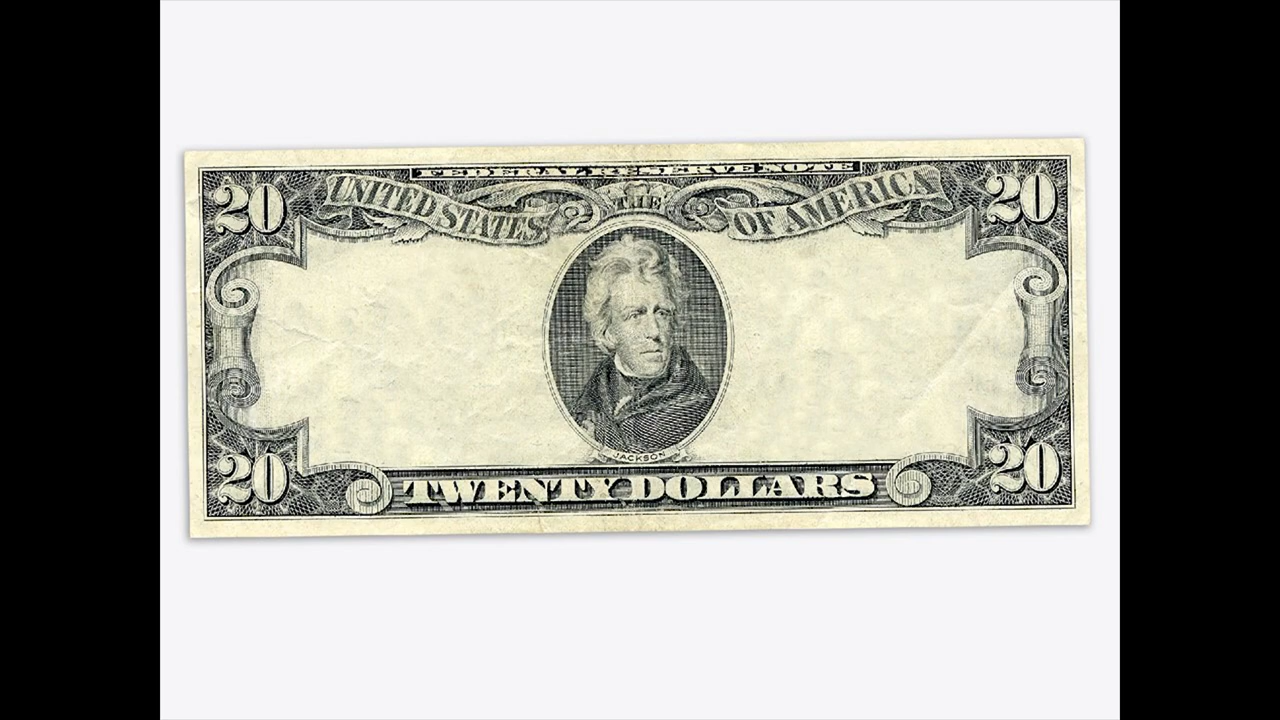 FEDERAL RESERVE NOTE
20 THE UNITED STATES OF AMERICA 20
JACKSON
20 TWENTY DOLLARS 20